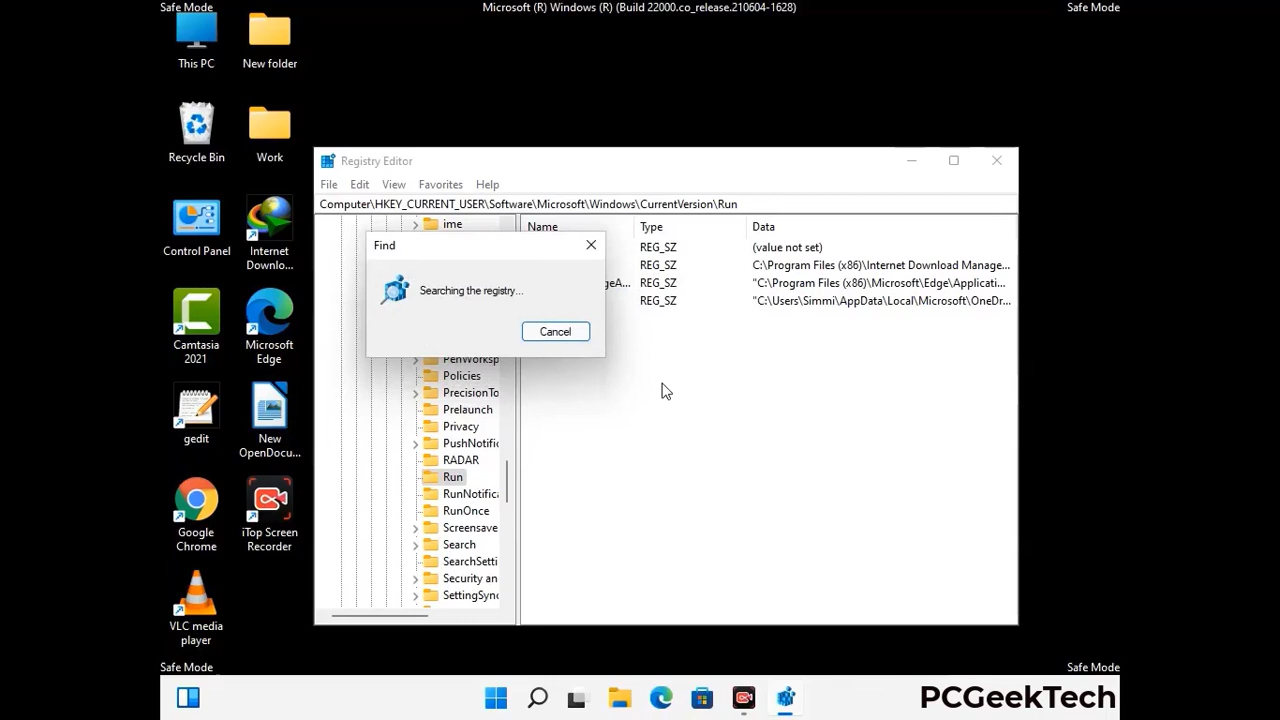 Safe Mode
Microsoft (R) Windows (R) (Build 22000.co_release.210604-1628)
Safe Mode
This PC
New folder
Recycle Bin
Work
Control Panel
Internet
Downlo...
Camtasia
2021
Microsoft
Edge
gedit
New
OpenDocu...
Google
Chrome
iTop Screen
Recorder
VLC media
player
Registry Editor
File Edit View Favorites Help
Computer\HKEY_CURRENT_USER\Software\Microsoft\Windows\CurrentVersion\Run
ime
Name Type Data
REG_SZ (value not set)
REG_SZ C:\Program Files (x86)\Internet Download Manage...
geA... REG_SZ "C:\Program Files (x86)\Microsoft\Edge\Applicati...
REG_SZ "C:\Users\Simmi\AppData\Local\Microsoft\OneDr...
Find
Searching the registry...
Cancel
PenWorksp
Policies
PrecisionTo
Prelaunch
Privacy
PushNotific
RADAR
Run
RunNotifica
RunOnce
Screensave
Search
SearchSetti
Security an
SettingSync
Safe Mode
Safe Mode
PCGeekTech